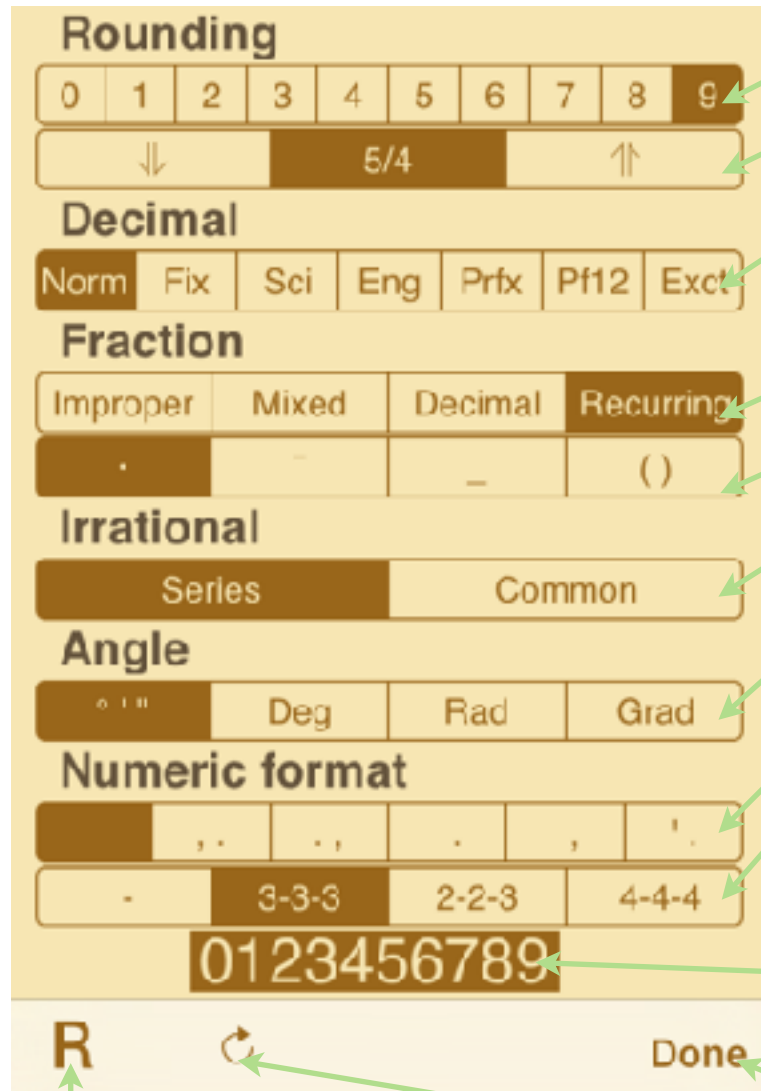 Rounding
0 1 2 3 4 5 6 7 8 9
⥥ 5/4 ⥣
Decimal
Norm Fix Sci Eng Prfx Pf12 Exct
Fraction
Improper Mixed Decimal Recurring
· ¯ _ ( )
Irrational
Series Common
Angle
° ' " Deg Rad Grad
Numeric format
, . . , . , ' .
- 3-3-3 2-2-3 4-4-4
0123456789
R Done